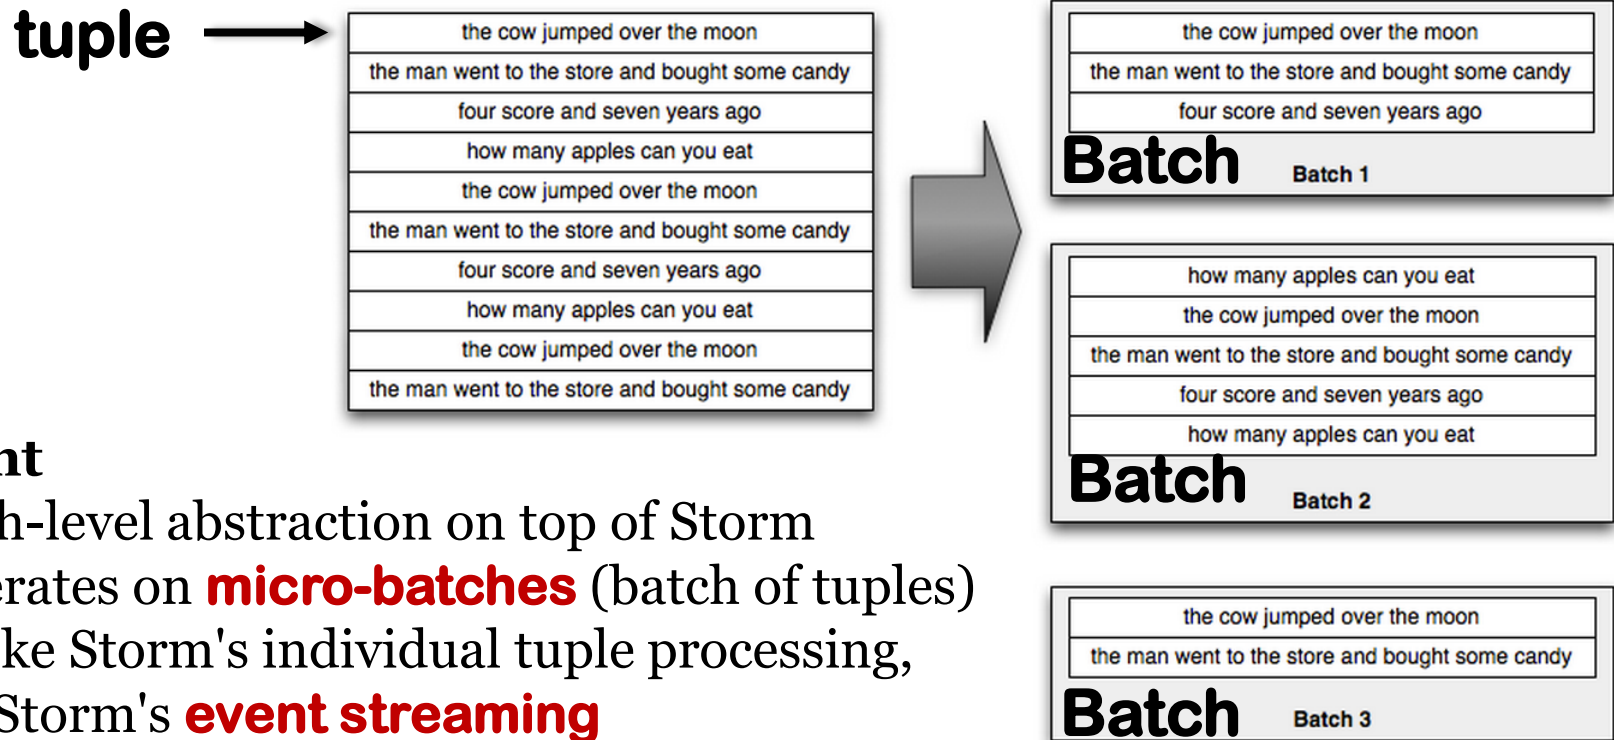 tuple
the cow jumped over the moon
the man went to the store and bought some candy
four score and seven years ago
how many apples can you eat
the cow jumped over the moon
the man went to the store and bought some candy
four score and seven years ago
how many apples can you eat
the cow jumped over the moon
the man went to the store and bought some candy
the cow jumped over the moon
the man went to the store and bought some candy
four score and seven years ago
Batch
Batch 1
how many apples can you eat
the cow jumped over the moon
the man went to the store and bought some candy
four score and seven years ago
how many apples can you eat
Batch
Batch 2
the cow jumped over the moon
the man went to the store and bought some candy
Batch
Batch 3
nt
h-level abstraction on top of Storm
erates on micro-batches (batch of tuples)
ke Storm's individual tuple processing,
Storm's event streaming